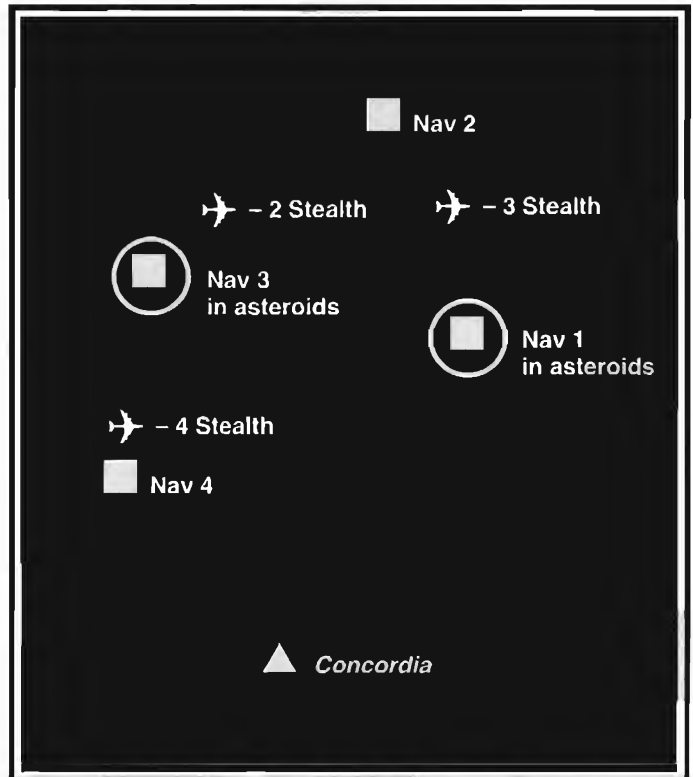 Nav 2
– 2 Stealth
– 3 Stealth
Nav 3
in asteroids
Nav 1
in asteroids
– 4 Stealth
Nav 4
Concordia